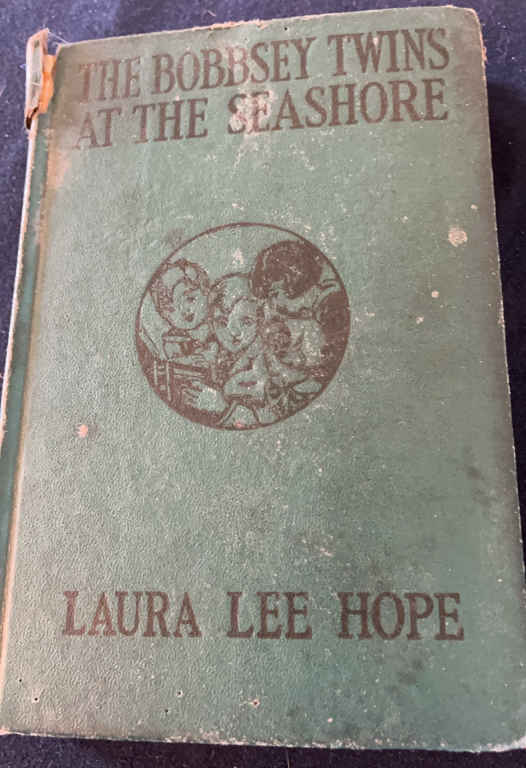 THE BOBBSEY TWINS
AT THE SEASHORE
LAURA LEE HOPE